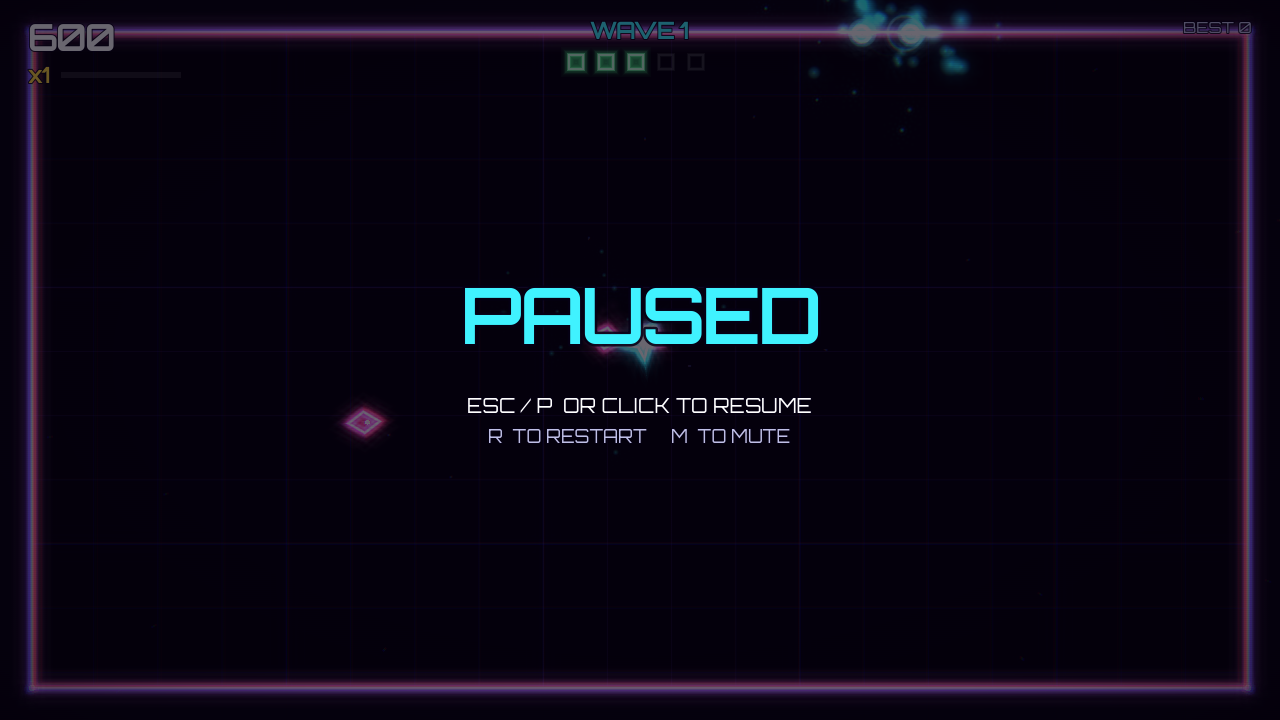 600
WAVE 1
BEST 0
x1
PAUSED
ESC / P OR CLICK TO RESUME
R TO RESTART M TO MUTE